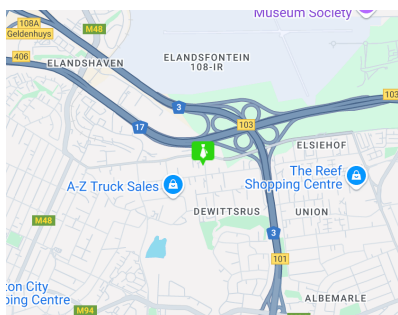 Museum Society
108A
Geldenhuys
M48
ELANDSFONTEIN
108-IR
406
ELANDSHAVEN
103
3
103
17
ELSIEHOF
The Reef
Shopping Centre
A-Z Truck Sales
DEWITTSRUS
UNION
M48
3
101
ton City
ping Centre
ALBEMARLE
M94
3